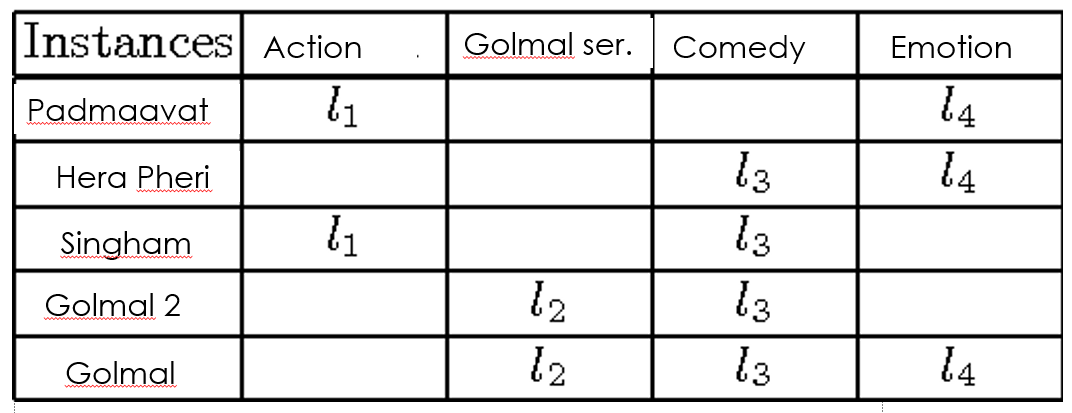 Instances Action . Golmal ser. Comedy Emotion
Padmaavat l1 l4
Hera Pheri l3 l4
Singham l1 l3
Golmal 2 l2 l3
Golmal l2 l3 l4